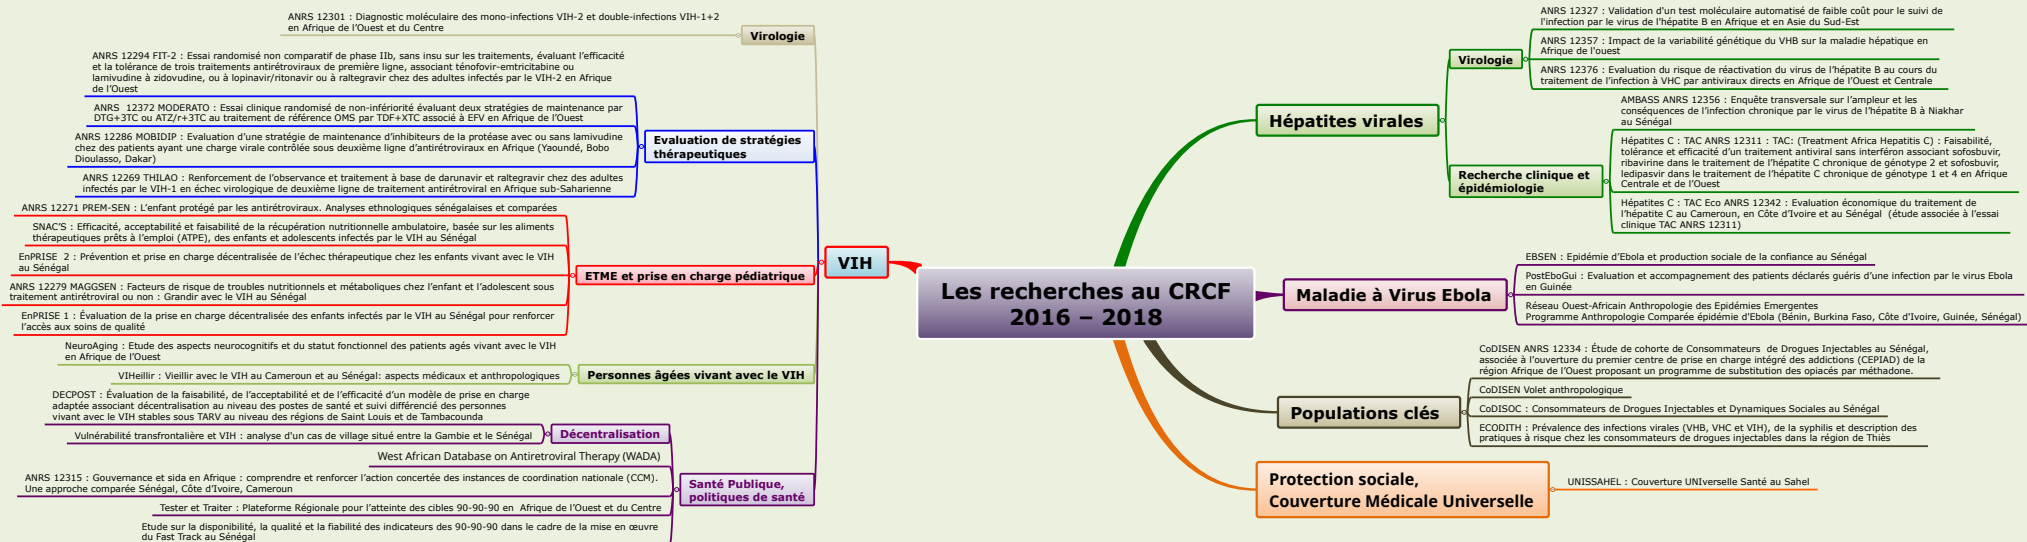 Les recherches au CRCF
2016 – 2018
VIH
Virologie
ANRS 12301 : Diagnostic moléculaire des mono-infections VIH-2 et double-infections VIH-1+2
en Afrique de l’Ouest et du Centre
Evaluation de stratégies
thérapeutiques
ANRS 12294 FIT-2 : Essai randomisé non comparatif de phase IIb, sans insu sur les traitements, évaluant l’efficacité
et la tolérance de trois traitements antirétroviraux de première ligne, associant ténofovir-emtricitabine ou
lamivudine à zidovudine, ou à lopinavir/ritonavir ou à raltegravir chez des adultes infectés par le VIH-2 en Afrique
de l’Ouest
ANRS 12372 MODERATO : Essai clinique randomisé de non-infériorité évaluant deux stratégies de maintenance par
DTG+3TC ou ATZ/r+3TC au traitement de référence OMS par TDF+XTC associé à EFV en Afrique de l’Ouest
ANRS 12286 MOBIDIP : Evaluation d’une stratégie de maintenance d’inhibiteurs de la protéase avec ou sans lamivudine
chez des patients ayant une charge virale contrôlée sous deuxième ligne d’antirétroviraux en Afrique (Yaoundé, Bobo
Dioulasso, Dakar)
ANRS 12269 THILAO : Renforcement de l’observance et traitement à base de darunavir et raltegravir chez des adultes
infectés par le VIH-1 en échec virologique de deuxième ligne de traitement antirétroviral en Afrique sub-Saharienne
ETME et prise en charge pédiatrique
ANRS 12271 PREM-SEN : L’enfant protégé par les antirétroviraux. Analyses ethnologiques sénégalaises et comparées
SNAC’S : Efficacité, acceptabilité et faisabilité de la récupération nutritionnelle ambulatoire, basée sur les aliments
thérapeutiques prêts à l’emploi (ATPE), des enfants et adolescents infectés par le VIH au Sénégal
EnPRISE 2 : Prévention et prise en charge décentralisée de l’échec thérapeutique chez les enfants vivant avec le VIH
au Sénégal
ANRS 12279 MAGGSEN : Facteurs de risque de troubles nutritionnels et métaboliques chez l’enfant et l’adolescent sous
traitement antirétroviral ou non : Grandir avec le VIH au Sénégal
EnPRISE 1 : Évaluation de la prise en charge décentralisée des enfants infectés par le VIH au Sénégal pour renforcer
l’accès aux soins de qualité
Personnes âgées vivant avec le VIH
NeuroAging : Etude des aspects neurocognitifs et du statut fonctionnel des patients agés vivant avec le VIH
en Afrique de l’Ouest
VIHeillir : Vieillir avec le VIH au Cameroun et au Sénégal: aspects médicaux et anthropologiques
Santé Publique,
politiques de santé
Décentralisation
DECPOST : Évaluation de la faisabilité, de l’acceptabilité et de l’efficacité d’un modèle de prise en charge
adaptée associant décentralisation au niveau des postes de santé et suivi différencié des personnes
vivant avec le VIH stables sous TARV au niveau des régions de Saint Louis et de Tambacounda
Vulnérabilité transfrontalière et VIH : analyse d'un cas de village situé entre la Gambie et le Sénégal
West African Database on Antiretroviral Therapy (WADA)
ANRS 12315 : Gouvernance et sida en Afrique : comprendre et renforcer l’action concertée des instances de coordination nationale (CCM).
Une approche comparée Sénégal, Côte d’Ivoire, Cameroun
Tester et Traiter : Plateforme Régionale pour l’atteinte des cibles 90-90-90 en Afrique de l’Ouest et du Centre
Etude sur la disponibilité, la qualité et la fiabilité des indicateurs des 90-90-90 dans le cadre de la mise en œuvre
du Fast Track au Sénégal
Hépatites virales
Virologie
ANRS 12327 : Validation d'un test moléculaire automatisé de faible coût pour le suivi de
l'infection par le virus de l'hépatite B en Afrique et en Asie du Sud-Est
ANRS 12357 : Impact de la variabilité génétique du VHB sur la maladie hépatique en
Afrique de l'ouest
ANRS 12376 : Evaluation du risque de réactivation du virus de l’hépatite B au cours du
traitement de l’infection à VHC par antiviraux directs en Afrique de l’Ouest et Centrale
Recherche clinique et
épidémiologie
AMBASS ANRS 12356 : Enquête transversale sur l’ampleur et les
conséquences de l’infection chronique par le virus de l’hépatite B à Niakhar
au Sénégal
Hépatites C : TAC ANRS 12311 : TAC: (Treatment Africa Hepatitis C) : Faisabilité,
tolérance et efficacité d’un traitement antiviral sans interféron associant sofosbuvir,
ribavirine dans le traitement de l’hépatite C chronique de génotype 2 et sofosbuvir,
ledipasvir dans le traitement de l’hépatite C chronique de génotype 1 et 4 en Afrique
Centrale et de l’Ouest
Hépatites C : TAC Eco ANRS 12342 : Evaluation économique du traitement de
l’hépatite C au Cameroun, en Côte d’Ivoire et au Sénégal (étude associée à l’essai
clinique TAC ANRS 12311)
Maladie à Virus Ebola
EBSEN : Epidémie d’Ebola et production sociale de la confiance au Sénégal
PostEboGui : Evaluation et accompagnement des patients déclarés guéris d’une infection par le virus Ebola
en Guinée
Réseau Ouest-Africain Anthropologie des Epidémies Emergentes
Programme Anthropologie Comparée épidémie d'Ebola (Bénin, Burkina Faso, Côte d’Ivoire, Guinée, Sénégal)
Populations clés
CoDISEN ANRS 12334 : Étude de cohorte de Consommateurs de Drogues Injectables au Sénégal,
associée à l’ouverture du premier centre de prise en charge intégré des addictions (CEPIAD) de la
région Afrique de l’Ouest proposant un programme de substitution des opiacés par méthadone.
CoDISEN Volet anthropologique
CoDISOC : Consommateurs de Drogues Injectables et Dynamiques Sociales au Sénégal
ECODITH : Prévalence des infections virales (VHB, VHC et VIH), de la syphilis et description des
pratiques à risque chez les consommateurs de drogues injectables dans la région de Thiès
Protection sociale,
Couverture Médicale Universelle
UNISSAHEL : Couverture UNIverselle Santé au Sahel